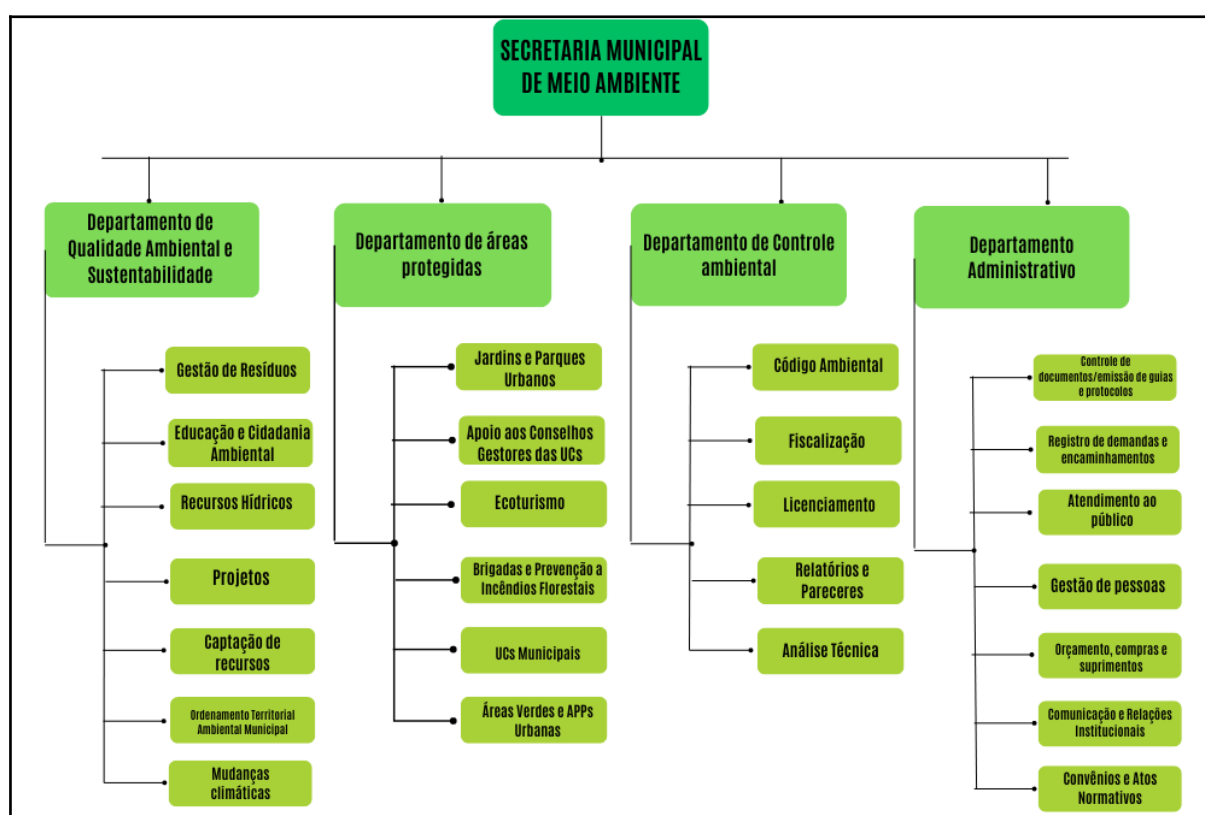 SECRETARIA MUNICIPAL
DE MEIO AMBIENTE
Departamento de
Qualidade Ambiental e
Sustentabilidade
Gestão de Resíduos
Educação e Cidadania
Ambiental
Recursos Hídricos
Projetos
Captação de
recursos
Ordenamento Territorial
Ambiental Municipal
Mudanças
climáticas
Departamento de áreas
protegidas
Jardins e Parques
Urbanos
Apoio aos Conselhos
Gestores das UCs
Ecoturismo
Brigadas e Prevenção a
Incêndios Florestais
UCs Municipais
Áreas Verdes e APPs
Urbanas
Departamento de Controle
ambiental
Código Ambiental
Fiscalização
Licenciamento
Relatórios e
Pareceres
Análise Técnica
Departamento
Administrativo
Controle de
documentos/emissão de guias
e protocolos
Registro de demandas e
encaminhamentos
Atendimento ao
público
Gestão de pessoas
Orçamento, compras e
suprimentos
Comunicação e Relações
Institucionais
Convênios e Atos
Normativos